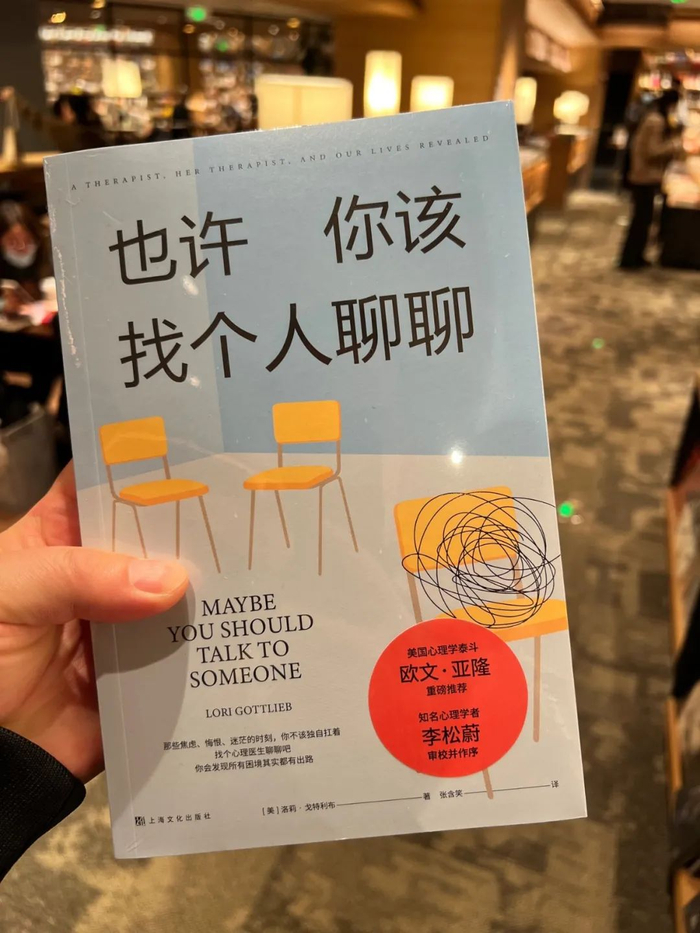 A THERAPIST, HER THERAPIST, AND OUR LIVES REVEALED
也许 你该
找个人聊聊
MAYBE
YOU SHOULD
TALK TO
SOMEONE
LORI GOTTLIEB
那些焦虑、悔恨、迷茫的时刻，你不该独自扛着
找个心理医生聊聊吧
你会发现所有困境其实都有出路
美国心理学泰斗
欧文·亚隆
重磅推荐
知名心理学者
李松蔚
审校并作序
上海文化出版社
[美]洛莉·戈特利布 著 张含笑 译